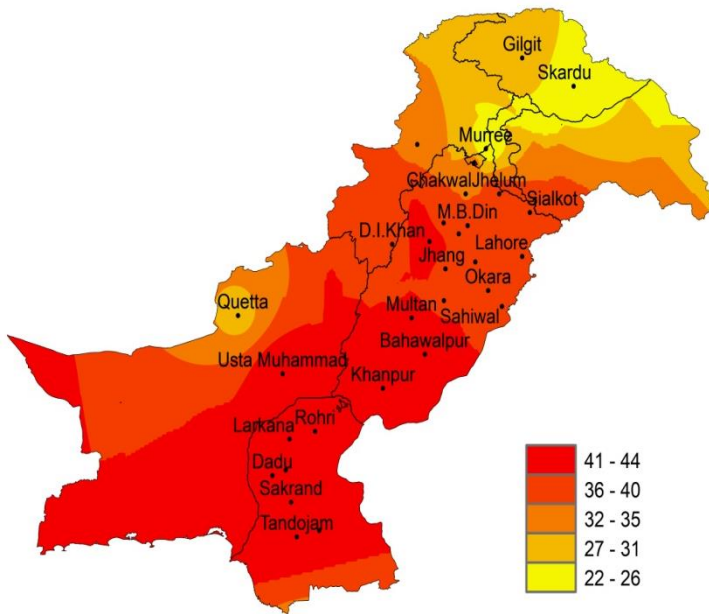 Gilgit
Skardu
Murree
Chakwal
Jhelum
Sialkot
M.B.Din
D.I.Khan
Lahore
Jhang
Okara
Quetta
Multan
Sahiwal
Bahawalpur
Usta Muhammad
Khanpur
Rohri
Larkana
Dadu
Sakrand
Tandojam
41 - 44
36 - 40
32 - 35
27 - 31
22 - 26